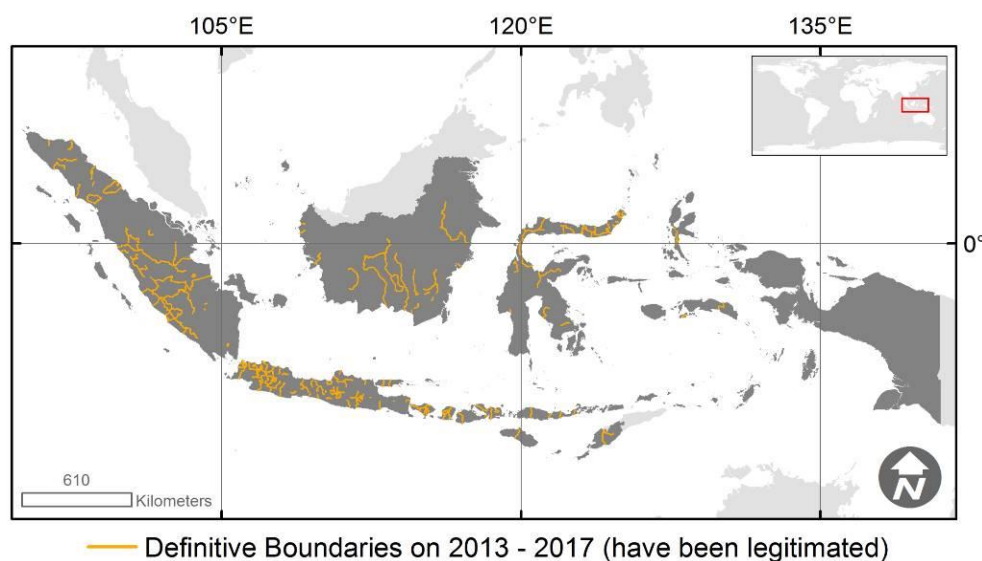 105°E 120°E 135°E
0°
610
Kilometers
N
Definitive Boundaries on 2013 - 2017 (have been legitimated)